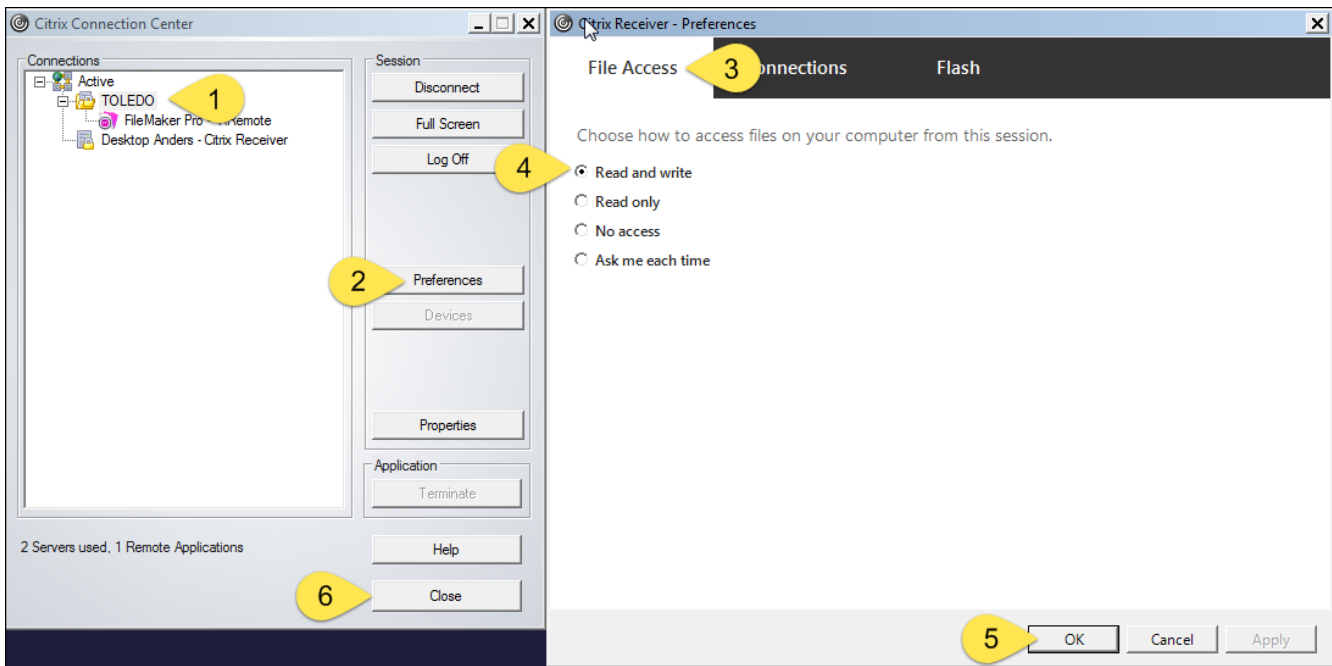 Citrix Connection Center
Connections
Active
TOLEDO
1
FileMaker Pro - Remote
Desktop Anders - Citrix Receiver
Session
Disconnect
Full Screen
Log Off
2
Preferences
Devices
Properties
Application
Terminate
2 Servers used, 1 Remote Applications
Help
6
Close
Citrix Receiver - Preferences
File Access
3
onnections
Flash
Choose how to access files on your computer from this session.
4
Read and write
Read only
No access
Ask me each time
5
OK
Cancel
Apply